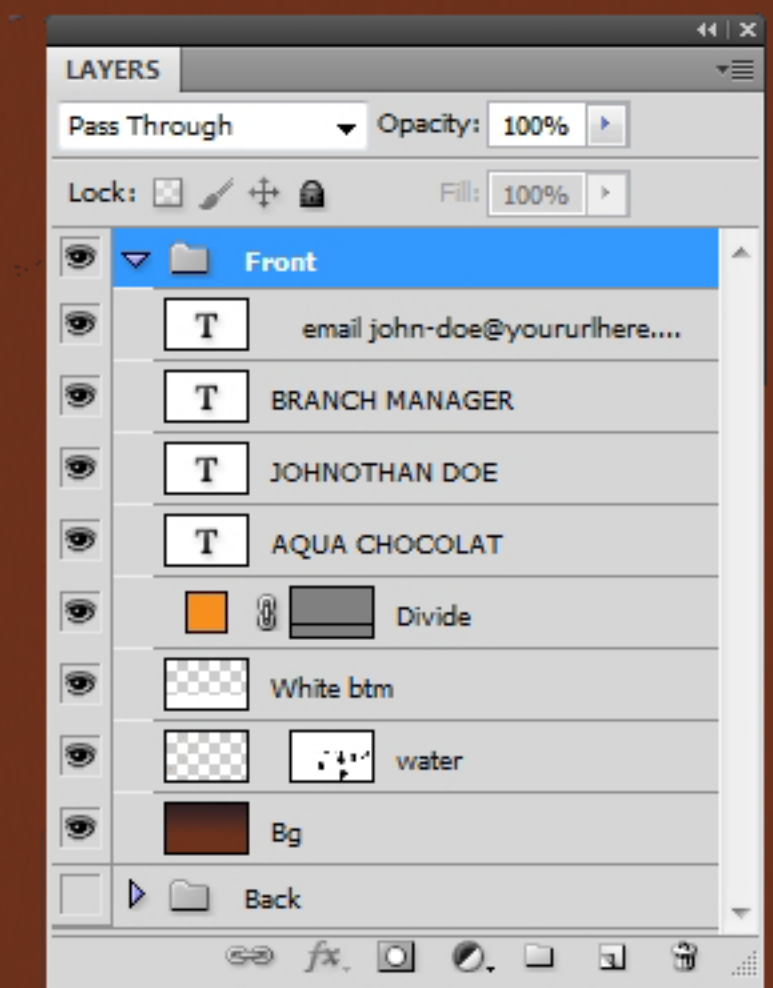 LAYERS
Pass Through Opacity: 100%
Lock: Fill: 100%
Front
T email john-doe@yoururlhere....
T BRANCH MANAGER
T JOHNOTHAN DOE
T AQUA CHOCOLAT
Divide
White btm
water
Bg
Back
fx.